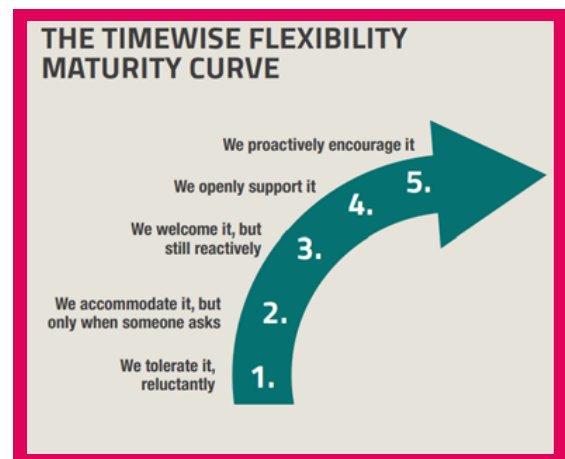 THE TIMEWISE FLEXIBILITY
MATURITY CURVE
We proactively encourage it
5.
We openly support it
4.
We welcome it, but
still reactively
3.
We accommodate it, but
only when someone asks
2.
We tolerate it,
reluctantly
1.